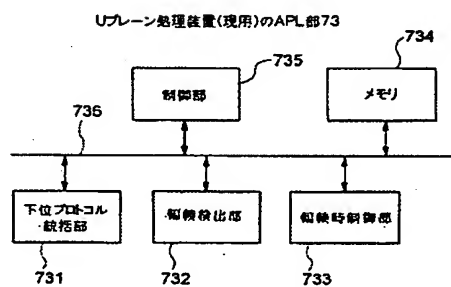 Uプレーン処理装置(現用)のAPL部73
735
734
制御部
メモリ
736
下位プロトコル
統括部
輻輳検出部
輻輳時制御部
731
732
733